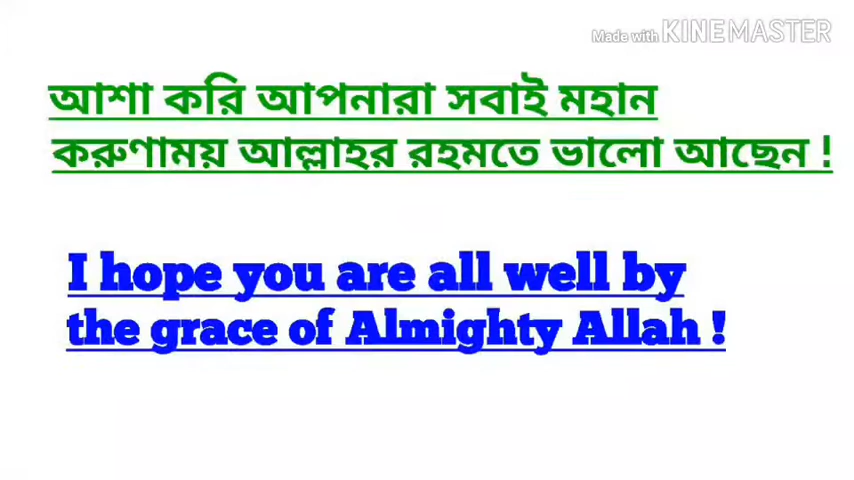 Made with KINEMASTER
আশা করি আপনারা সবাই মহান
করুণাময় আল্লাহর রহমতে ভালো আছেন !
I hope you are all well by
the grace of Almighty Allah !